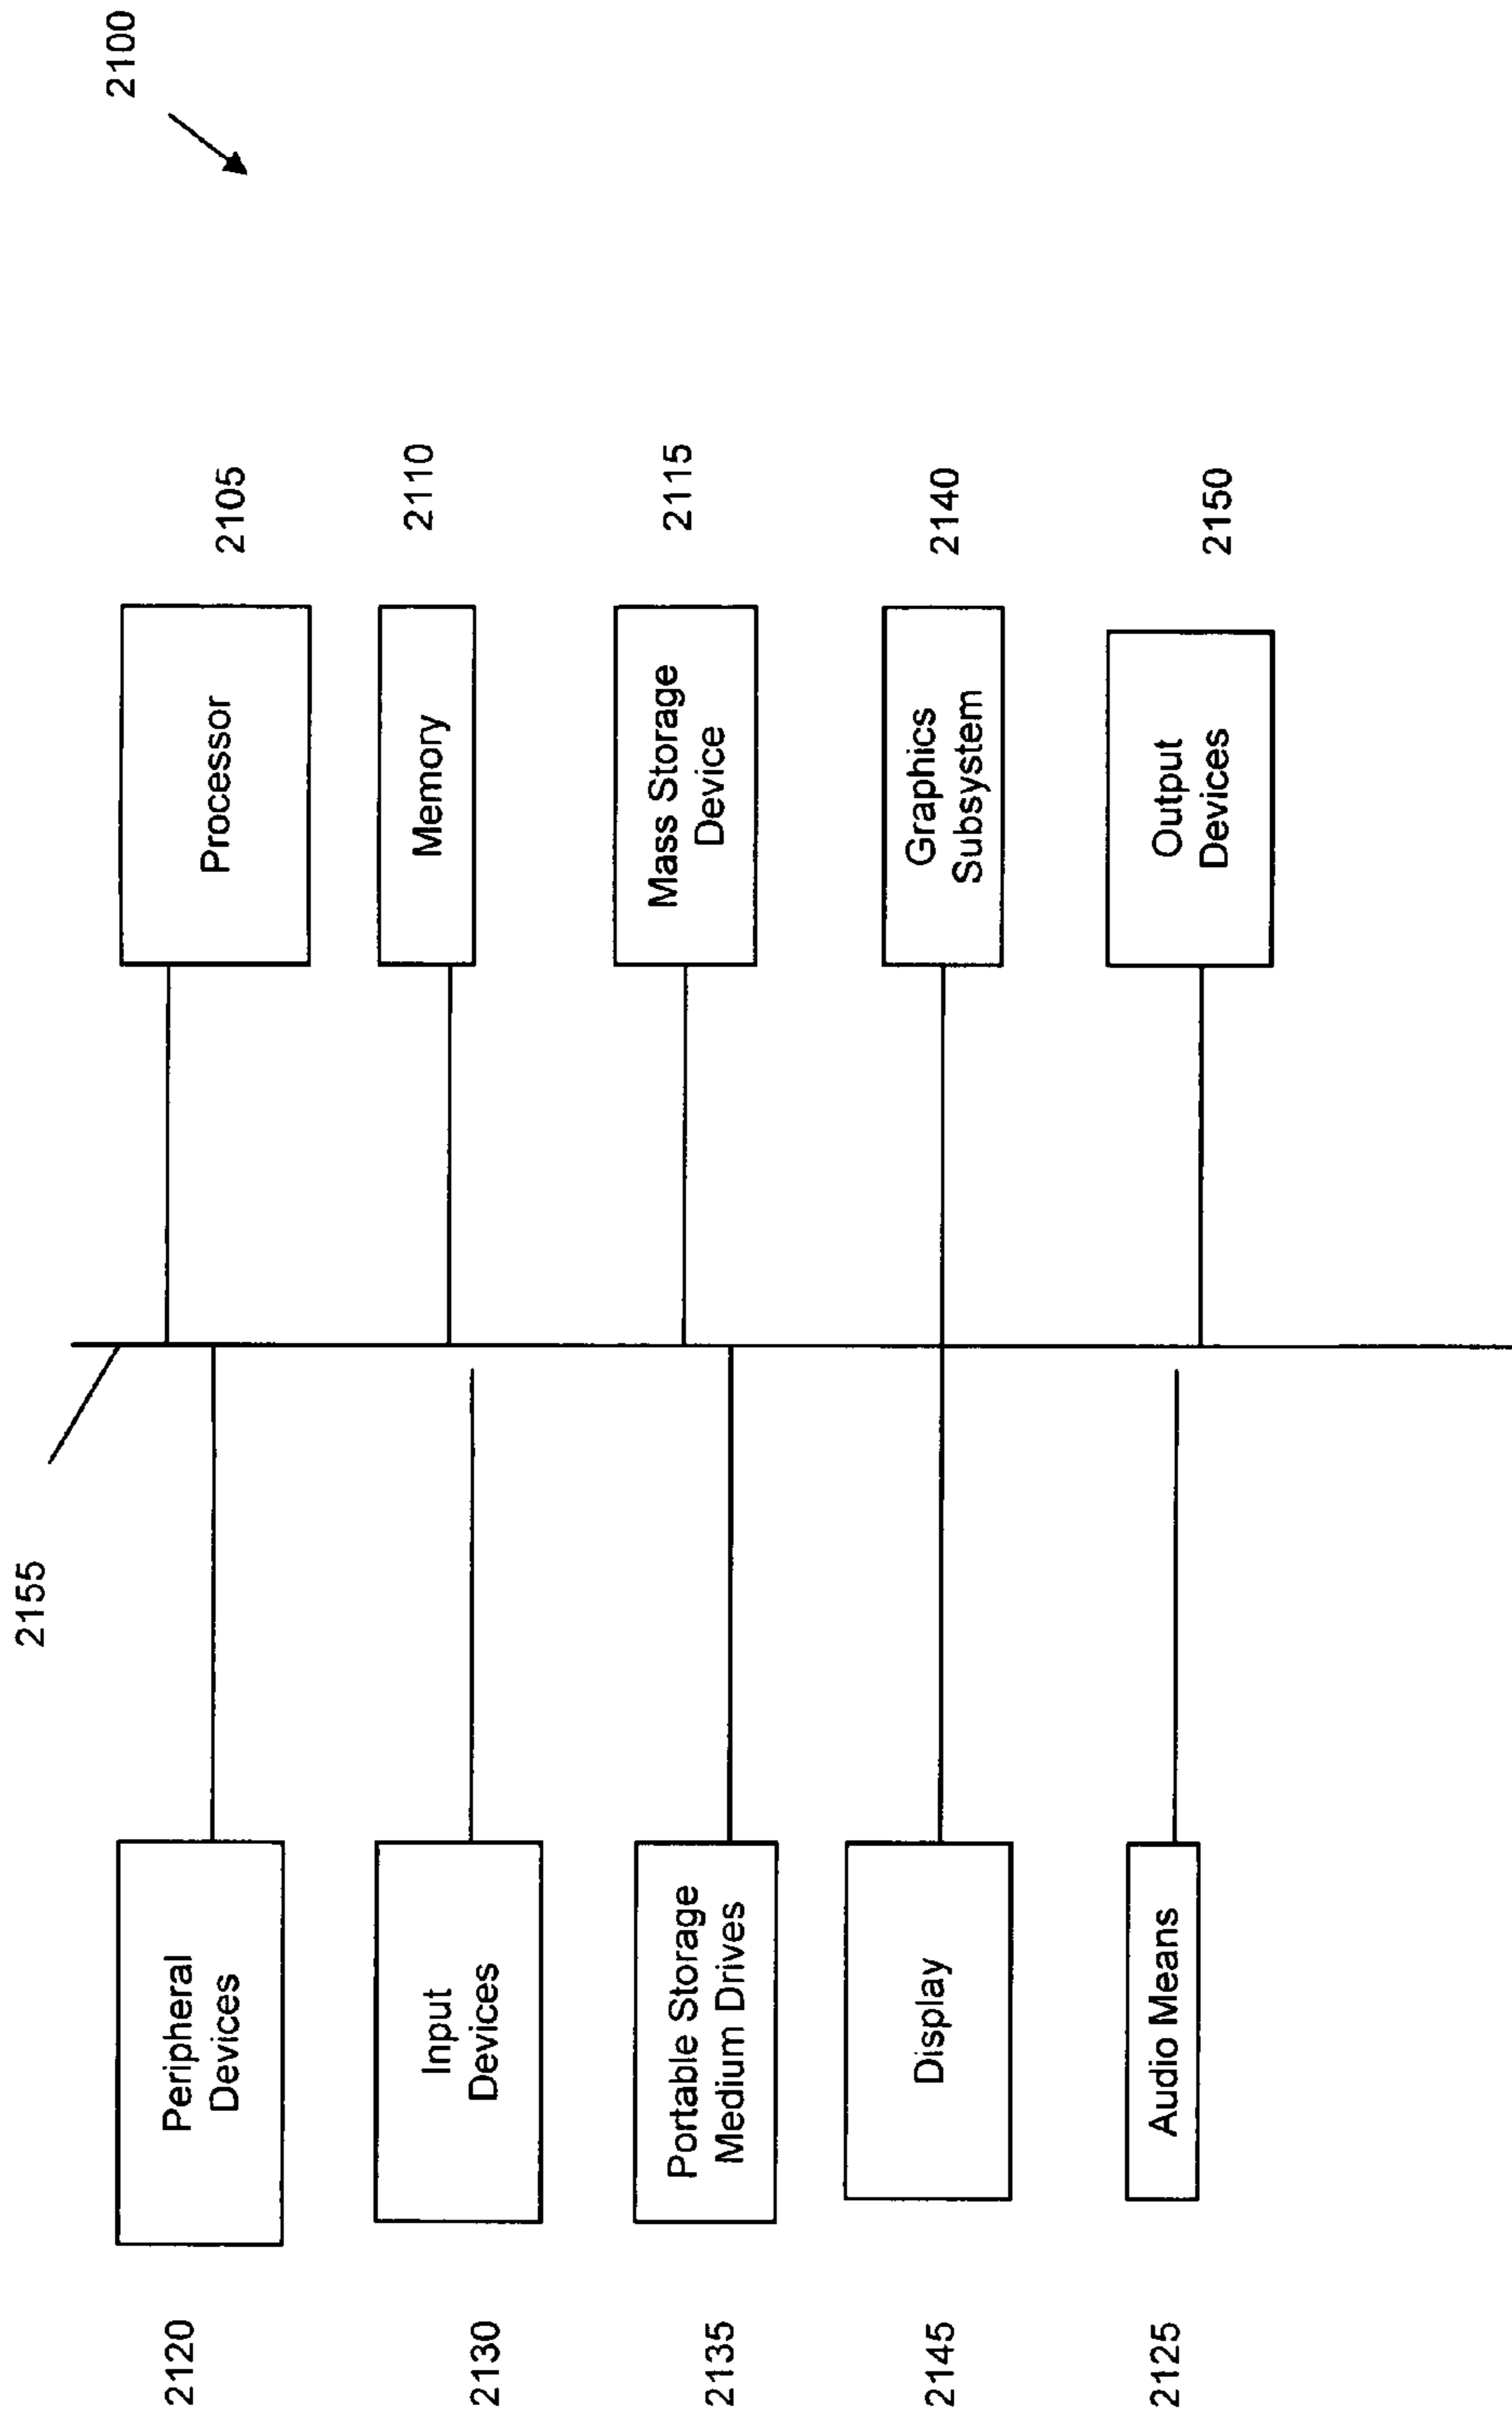 2155
2100
2120
Peripheral
Devices
Processor
2105
2130
Input
Devices
Memory
2110
2135
Portable Storage
Medium Drives
Mass Storage
Device
2115
2145
Display
Graphics
Subsystem
2140
2125
Audio Means
Output
Devices
2150